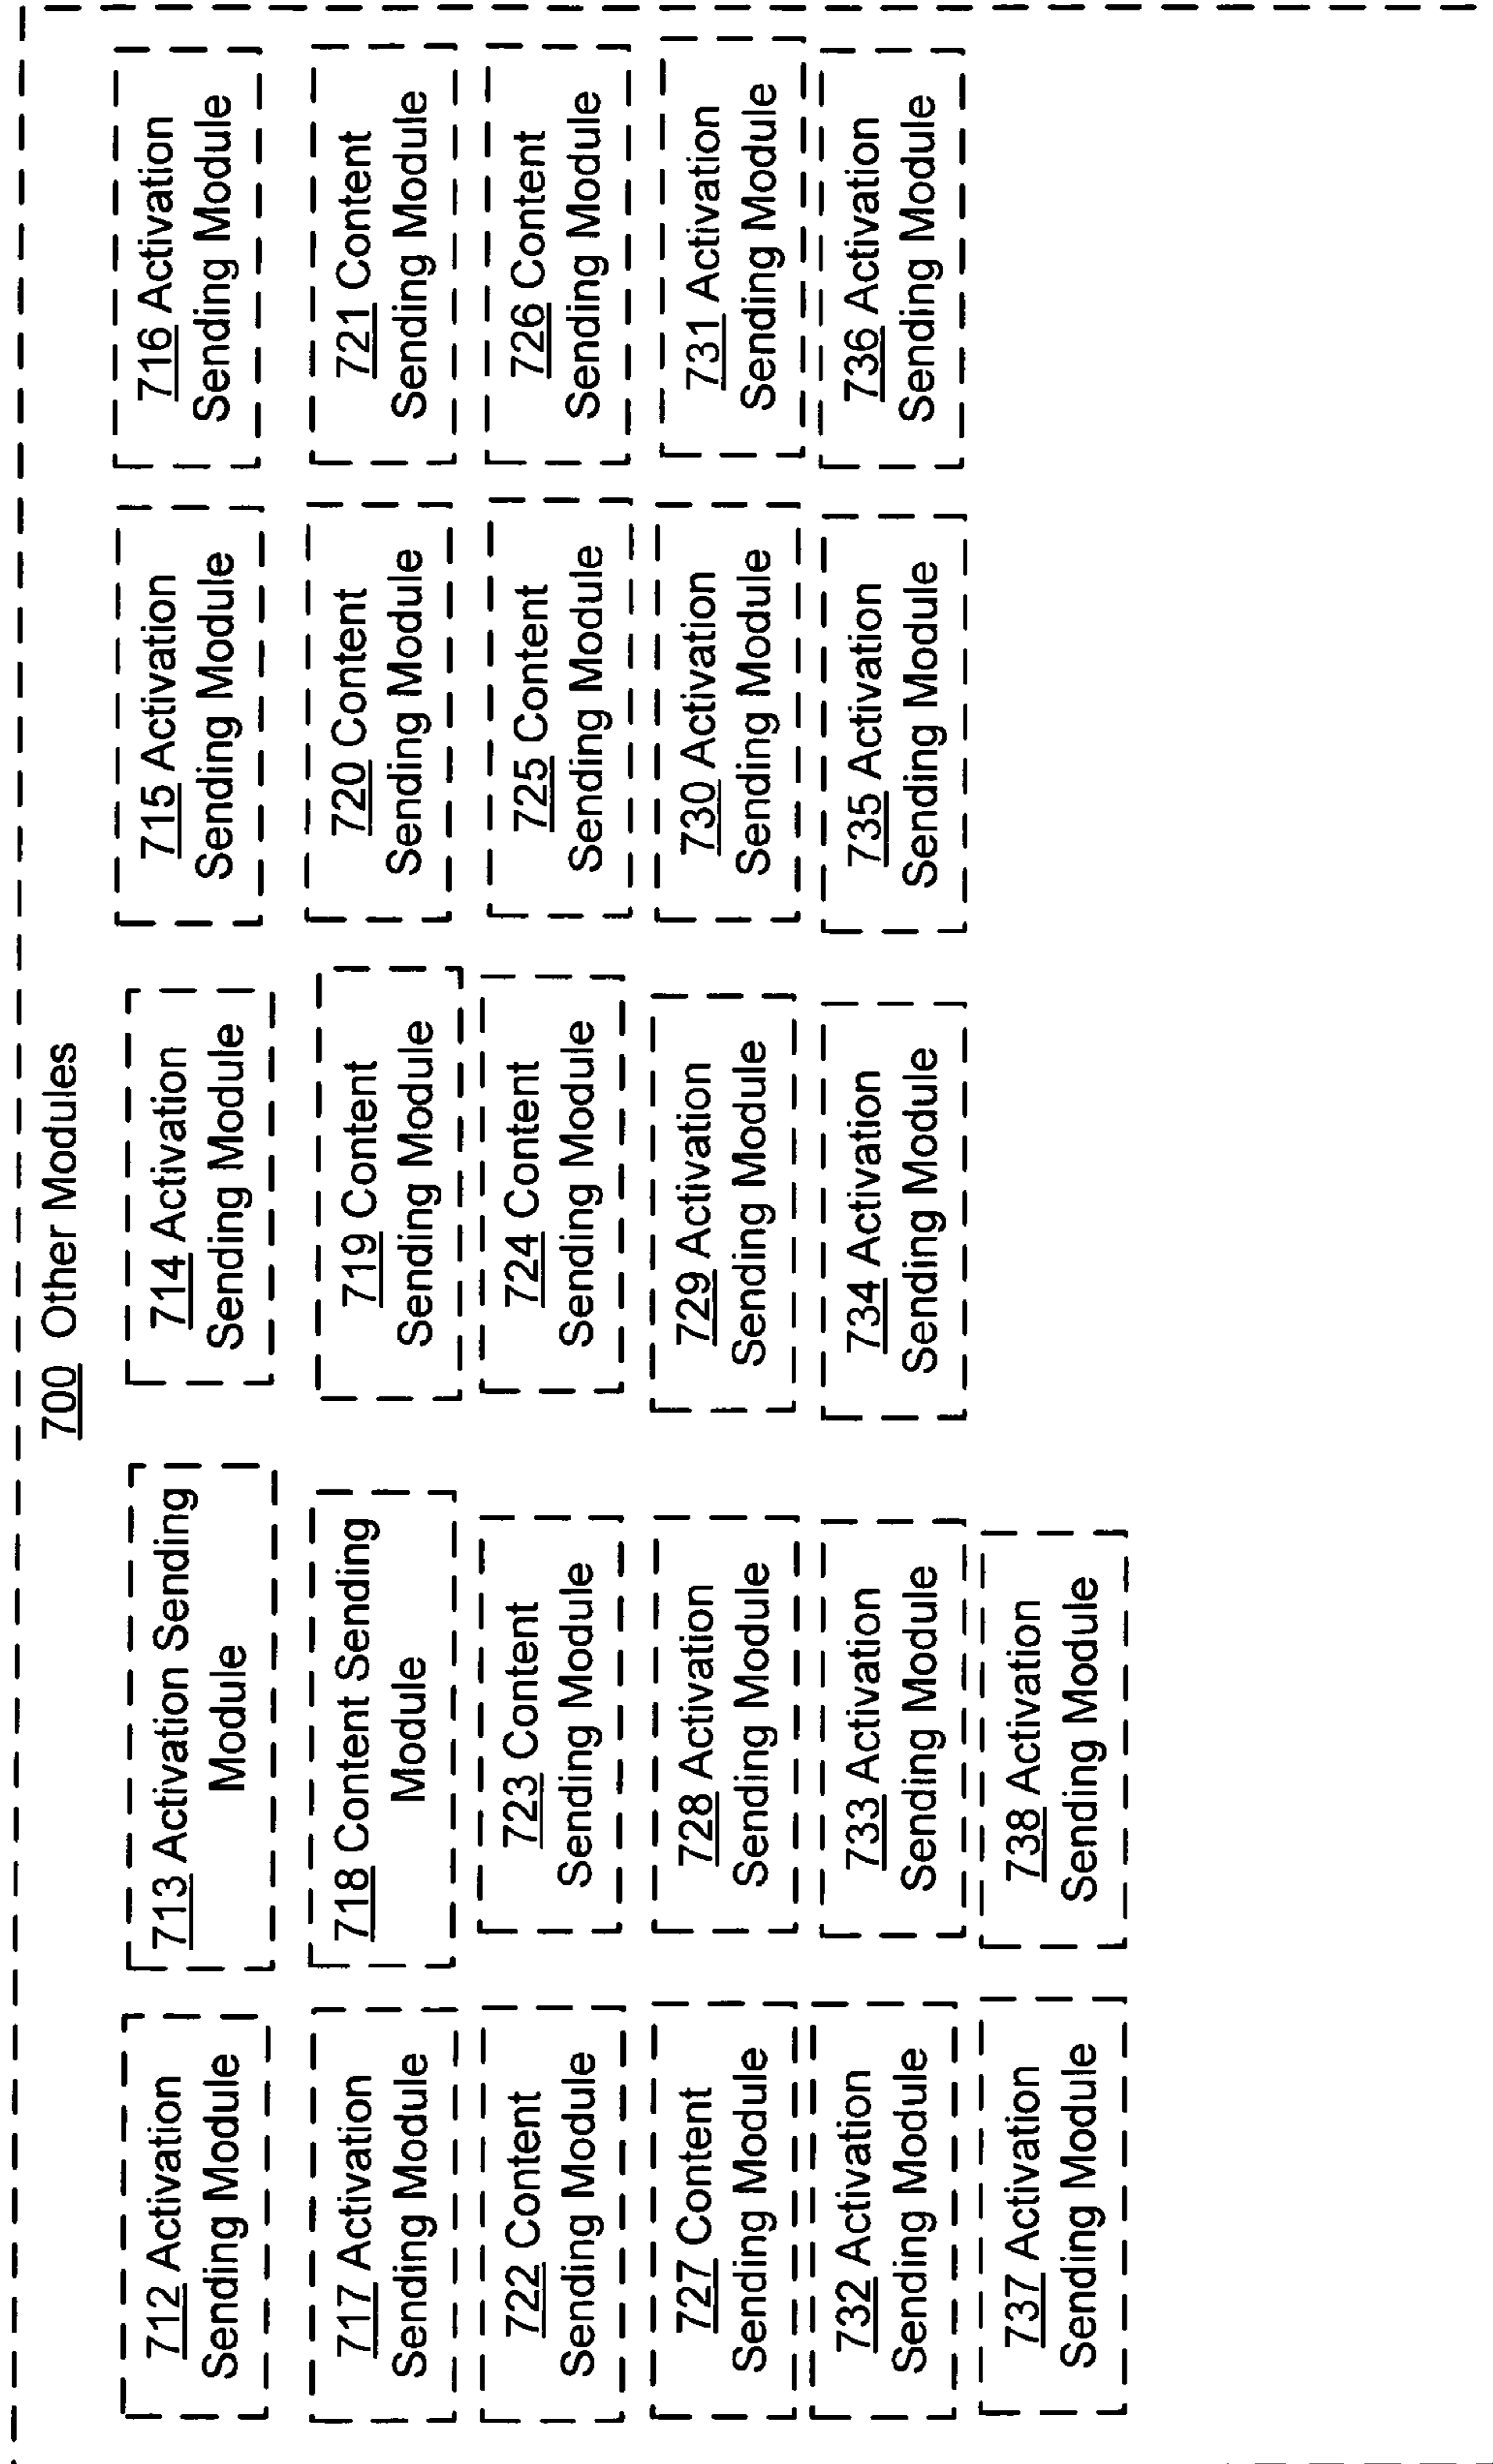 700 Other Modules
712 Activation
Sending Module
713 Activation Sending
Module
714 Activation
Sending Module
715 Activation
Sending Module
716 Activation
Sending Module
717 Activation
Sending Module
718 Content Sending
Module
719 Content
Sending Module
720 Content
Sending Module
721 Content
Sending Module
722 Content
Sending Module
723 Content
Sending Module
724 Content
Sending Module
725 Content
Sending Module
726 Content
Sending Module
727 Content
Sending Module
728 Activation
Sending Module
729 Activation
Sending Module
730 Activation
Sending Module
731 Activation
Sending Module
732 Activation
Sending Module
733 Activation
Sending Module
734 Activation
Sending Module
735 Activation
Sending Module
736 Activation
Sending Module
737 Activation
Sending Module
738 Activation
Sending Module